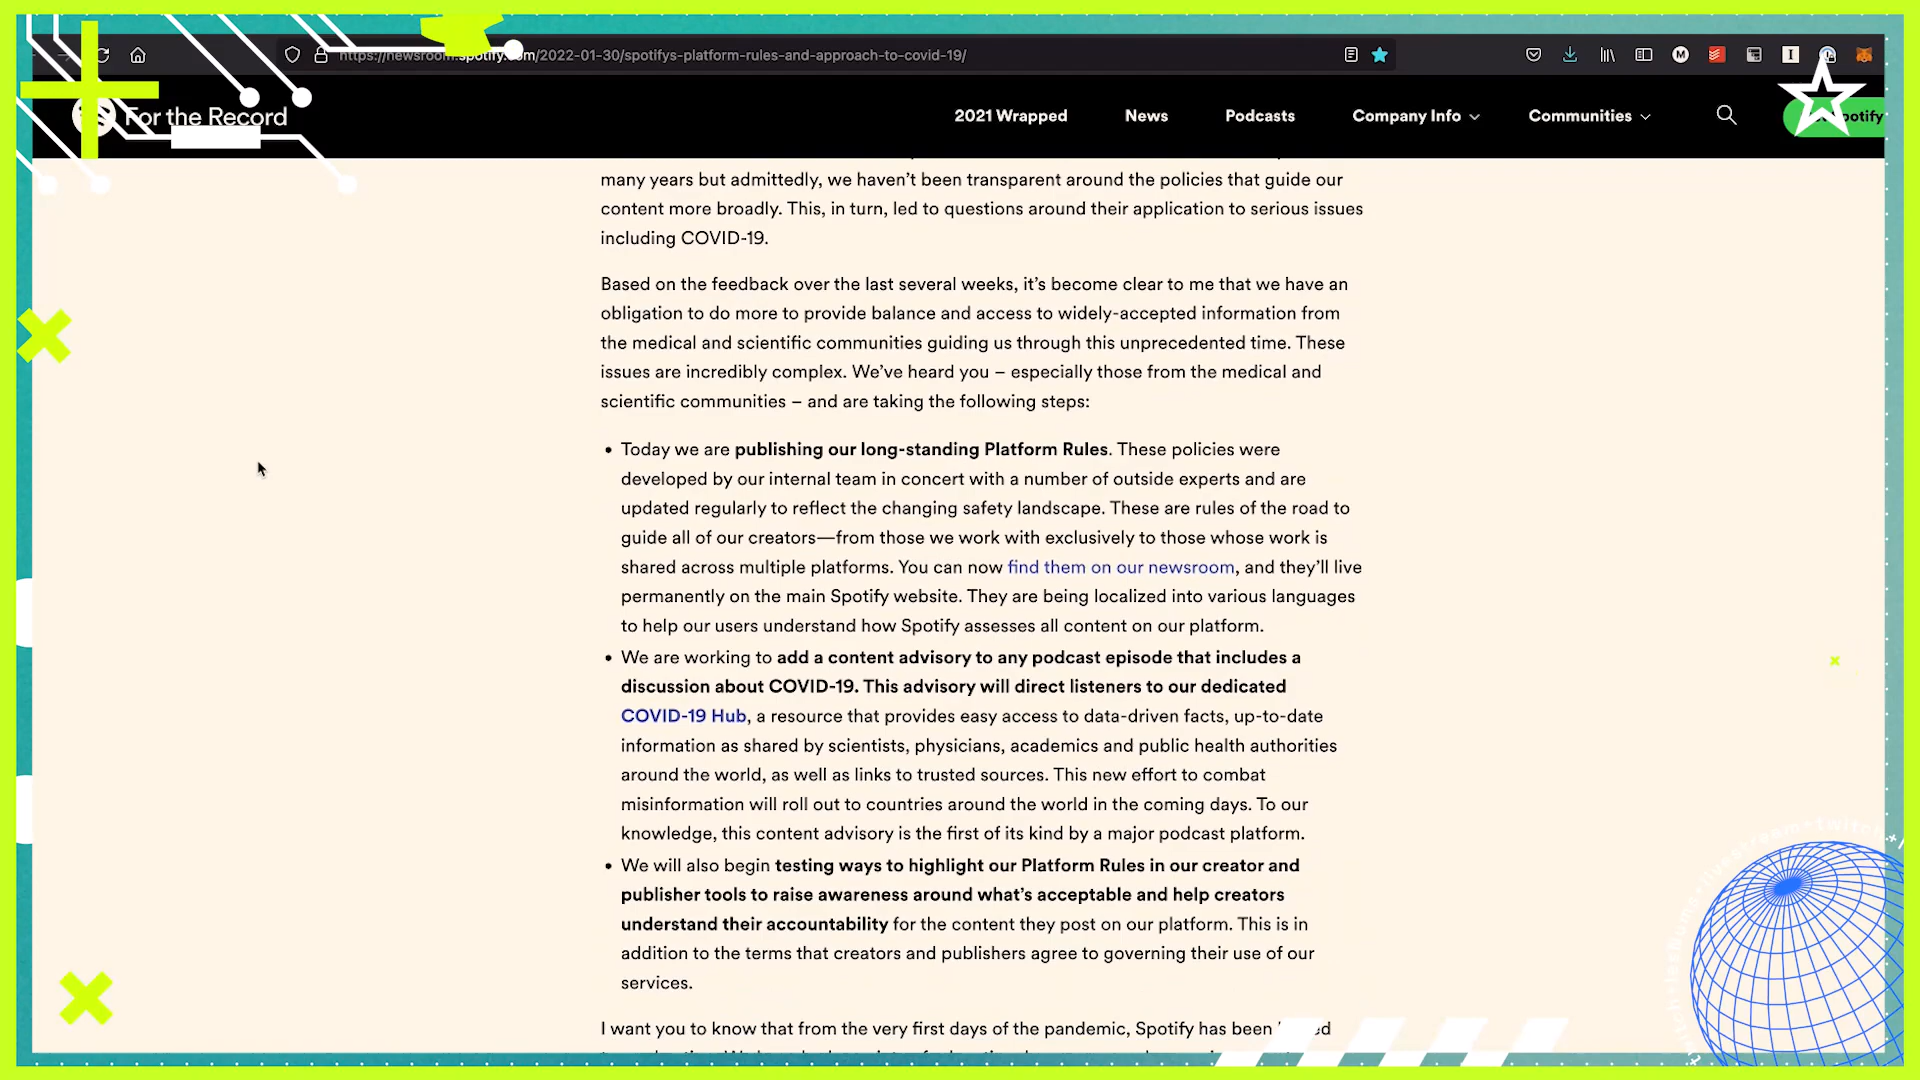 https://newsroom.spotify.com/2022-01-30/spotifys-platform-rules-and-approach-to-covid-19/
For the Record
2021 Wrapped
News
Podcasts
Company Info
Communities
many years but admittedly, we haven't been transparent around the policies that guide our
content more broadly. This, in turn, led to questions around their application to serious issues
including COVID-19.
Based on the feedback over the last several weeks, it's become clear to me that we have an
obligation to do more to provide balance and access to widely-accepted information from
the medical and scientific communities guiding us through this unprecedented time. These
issues are incredibly complex. We've heard you – especially those from the medical and
scientific communities – and are taking the following steps:
• Today we are publishing our long-standing Platform Rules. These policies were
developed by our internal team in concert with a number of outside experts and are
updated regularly to reflect the changing safety landscape. These are rules of the road to
guide all of our creators—from those we work with exclusively to those whose work is
shared across multiple platforms. You can now find them on our newsroom, and they'll live
permanently on the main Spotify website. They are being localized into various languages
to help our users understand how Spotify assesses all content on our platform.
• We are working to add a content advisory to any podcast episode that includes a
discussion about COVID-19. This advisory will direct listeners to our dedicated
COVID-19 Hub, a resource that provides easy access to data-driven facts, up-to-date
information as shared by scientists, physicians, academics and public health authorities
around the world, as well as links to trusted sources. This new effort to combat
misinformation will roll out to countries around the world in the coming days. To our
knowledge, this content advisory is the first of its kind by a major podcast platform.
• We will also begin testing ways to highlight our Platform Rules in our creator and
publisher tools to raise awareness around what's acceptable and help creators
understand their accountability for the content they post on our platform. This is in
addition to the terms that creators and publishers agree to governing their use of our
services.
I want you to know that from the very first days of the pandemic, Spotify has been